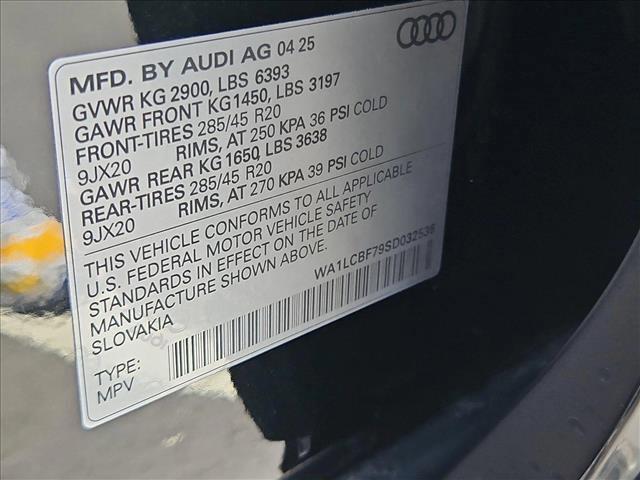 MFD. BY AUDI AG 04 25
GVWR KG 2900, LBS 6393
GAWR FRONT KG1450, LBS 3197
FRONT-TIRES 285/45 R20
9JX20 RIMS, AT 250 KPA 36 PSI COLD
GAWR REAR KG 1650, LBS 3638
REAR-TIRES 285/45 R20
9JX20 RIMS, AT 270 KPA 39 PSI COLD
THIS VEHICLE CONFORMS TO ALL APPLICABLE
U.S. FEDERAL MOTOR VEHICLE SAFETY
STANDARDS IN EFFECT ON THE DATE OF
MANUFACTURE SHOWN ABOVE.
SLOVAKIA
WA1LCBF79SD032536
TYPE:
MPV